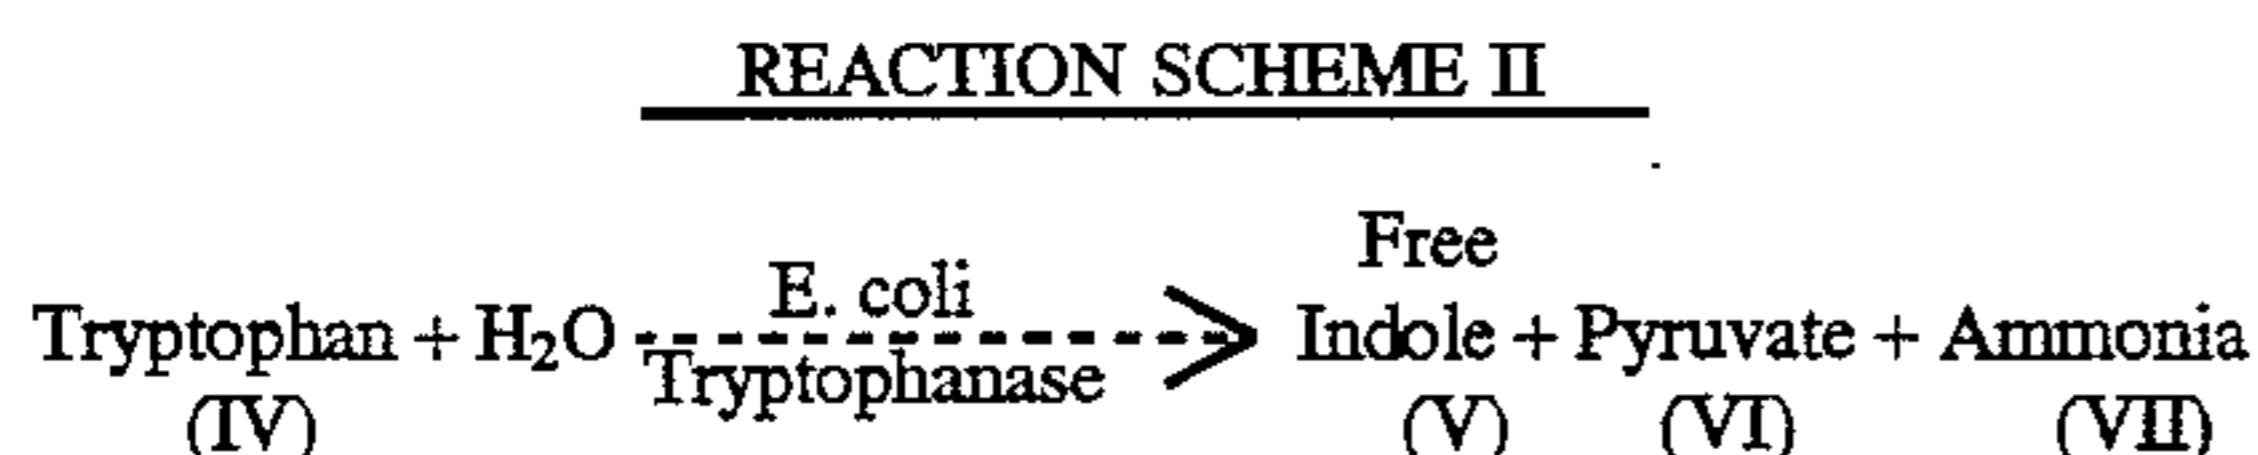 REACTION SCHEME II
Free
E. coli
Tryptophan + H₂O -----------> Indole + Pyruvate + Ammonia
Tryptophanase
(IV) (V) (VI) (VII)